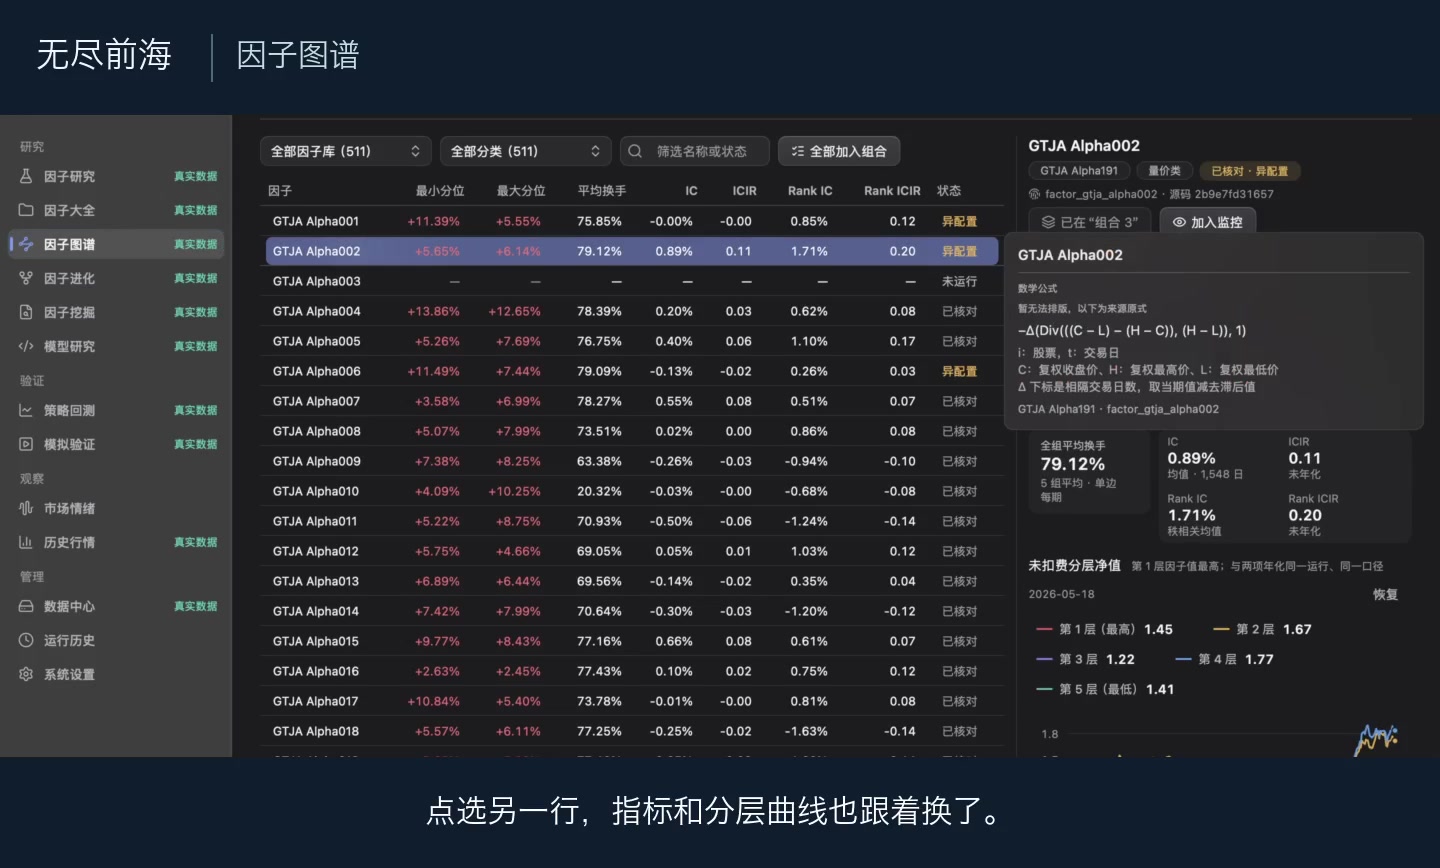 无尽前海
因子图谱
研究
因子研究 真实数据
因子大全 真实数据
因子图谱 真实数据
因子进化 真实数据
因子挖掘 真实数据
模型研究 真实数据
验证
策略回测 真实数据
模拟验证 真实数据
观察
市场情绪
历史行情 真实数据
管理
数据中心 真实数据
运行历史
系统设置
全部因子库 (511) 全部分类 (511) 筛选名称或状态 全部加入组合
因子 最小分位 最大分位 平均换手 IC ICIR Rank IC Rank ICIR 状态
GTJA Alpha001 +11.39% +5.55% 75.85% -0.00% -0.00 0.85% 0.12 异配置
GTJA Alpha002 +5.65% +6.14% 79.12% 0.89% 0.11 1.71% 0.20 异配置
GTJA Alpha003 — — — — — — — 未运行
GTJA Alpha004 +13.86% +12.65% 78.39% 0.20% 0.03 0.62% 0.08 已核对
GTJA Alpha005 +5.26% +7.69% 76.75% 0.40% 0.06 1.10% 0.17 已核对
GTJA Alpha006 +11.49% +7.44% 79.09% -0.13% -0.02 0.26% 0.03 异配置
GTJA Alpha007 +3.58% +6.99% 78.27% 0.55% 0.08 0.51% 0.07 已核对
GTJA Alpha008 +5.07% +7.99% 73.51% 0.02% 0.00 0.86% 0.08 已核对
GTJA Alpha009 +7.38% +8.25% 63.38% -0.26% -0.03 -0.94% -0.10 已核对
GTJA Alpha010 +4.09% +10.25% 20.32% -0.03% -0.00 -0.68% -0.08 已核对
GTJA Alpha011 +5.22% +8.75% 70.93% -0.50% -0.06 -1.24% -0.14 已核对
GTJA Alpha012 +5.75% +4.66% 69.05% 0.05% 0.01 1.03% 0.12 已核对
GTJA Alpha013 +6.89% +6.44% 69.56% -0.14% -0.02 0.35% 0.04 已核对
GTJA Alpha014 +7.42% +7.99% 70.64% -0.30% -0.03 -1.20% -0.12 已核对
GTJA Alpha015 +9.77% +8.43% 77.16% 0.66% 0.08 0.61% 0.07 已核对
GTJA Alpha016 +2.63% +2.45% 77.43% 0.10% 0.02 0.75% 0.12 已核对
GTJA Alpha017 +10.84% +5.40% 73.78% -0.01% -0.00 0.81% 0.08 已核对
GTJA Alpha018 +5.57% +6.11% 77.25% -0.25% -0.02 -1.63% -0.14 已核对
GTJA Alpha002
GTJA Alpha191 量价类 已核对 · 异配置
factor_gtja_alpha002 · 源码 2b9e7fd31657
已在“组合 3” 加入监控
GTJA Alpha002
数学公式
暂无法排版，以下为来源原式
−Δ(Div(((C − L) − (H − C)), (H − L)), 1)
i：股票，t：交易日
C：复权收盘价、H：复权最高价、L：复权最低价
Δ 下标是相隔交易日数，取当期值减去滞后值
GTJA Alpha191 · factor_gtja_alpha002
全组平均换手
79.12%
5 组平均 · 单边
每期
IC ICIR
0.89% 0.11
均值 · 1,548 日 未年化
Rank IC Rank ICIR
1.71% 0.20
秩相关均值 未年化
未扣费分层净值 第 1 层因子值最高；与两项年化同一运行、同一口径
2026-05-18 恢复
第 1 层 (最高) 1.45 第 2 层 1.67
第 3 层 1.22 第 4 层 1.77
第 5 层 (最低) 1.41
1.8
点选另一行，指标和分层曲线也跟着换了。